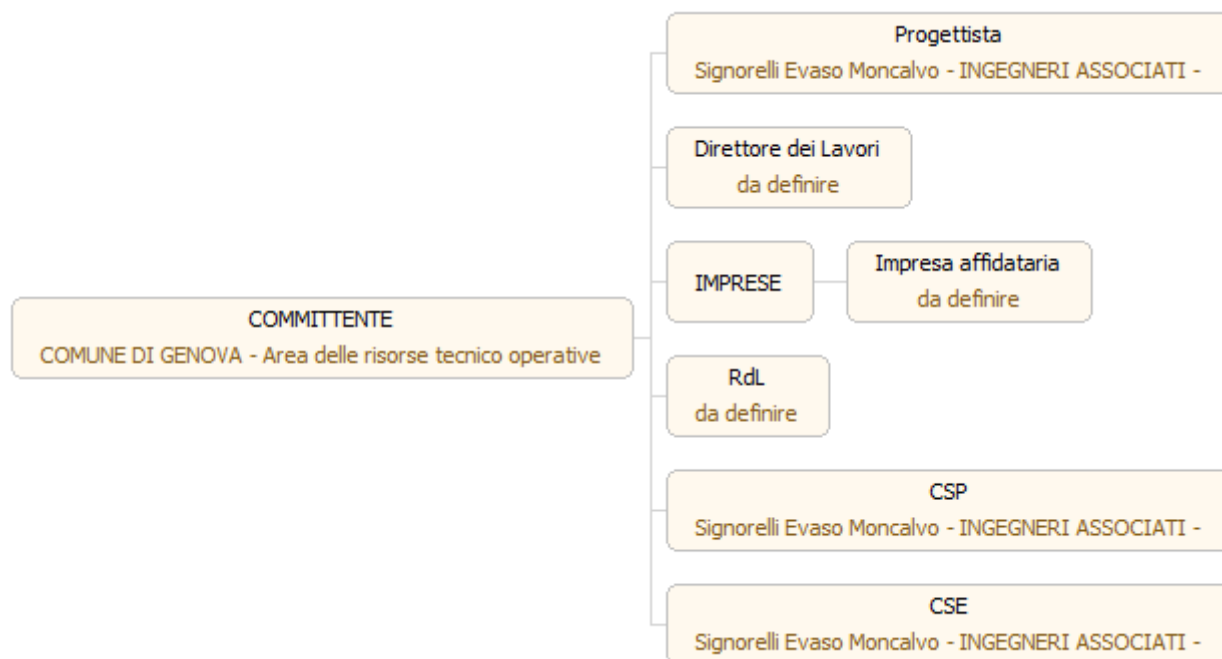 Progettista
Signorelli Evaso Moncalvo - INGEGNERI ASSOCIATI -
Direttore dei Lavori
da definire
IMPRESE
Impresa affidataria
da definire
COMMITTENTE
COMUNE DI GENOVA - Area delle risorse tecnico operative
RdL
da definire
CSP
Signorelli Evaso Moncalvo - INGEGNERI ASSOCIATI -
CSE
Signorelli Evaso Moncalvo - INGEGNERI ASSOCIATI -